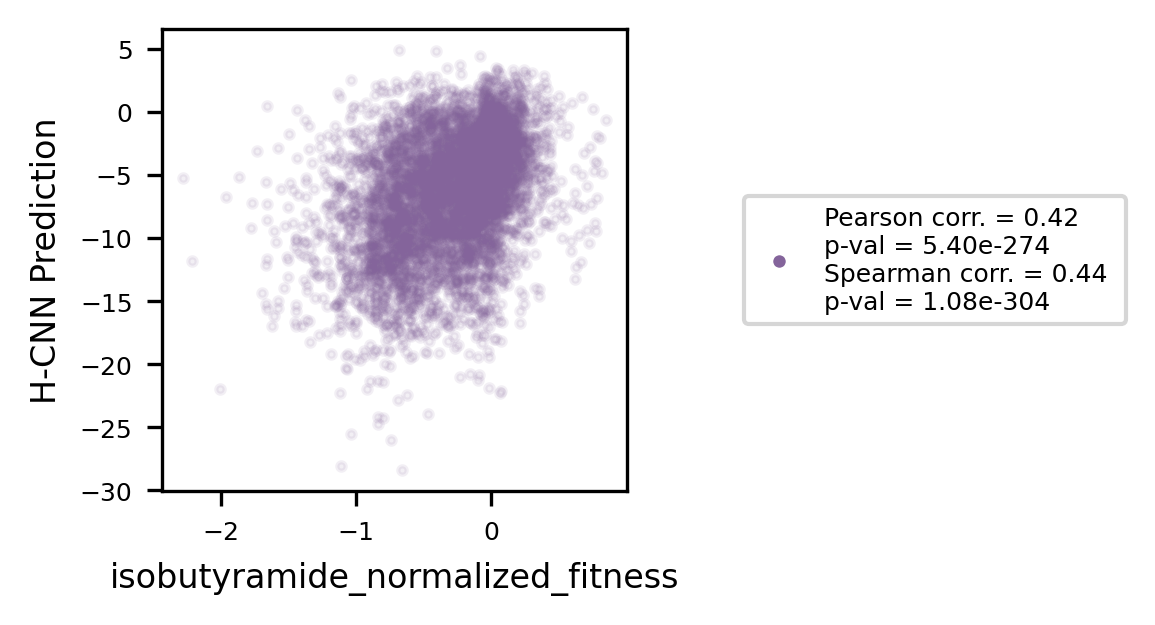 5
0
−5
−10
−15
−20
−25
−30
H-CNN Prediction
−2
−1
0
isobutyramide_normalized_fitness
Pearson corr. = 0.42
p-val = 5.40e-274
Spearman corr. = 0.44
p-val = 1.08e-304